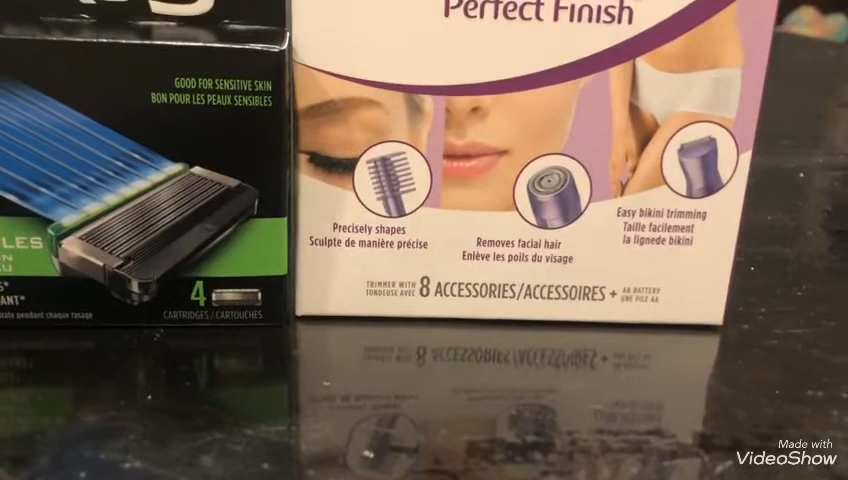 GOOD FOR SENSITIVE SKIN
BON POUR LES PEAUX SENSIBLES
4
CARTRIDGES / CARTOUCHES
Perfect Finish
Precisely shapes
Sculpte de manière précise
Removes facial hair
Enlève les poils du visage
Easy bikini trimming
Taille facilement
la lignede bikini
TRIMMER WITH
TONDEUSE AVEC
8 ACCESSORIES/ACCESSOIRES +
AA BATTERY
UNE PILE AA
Made with
VideoShow